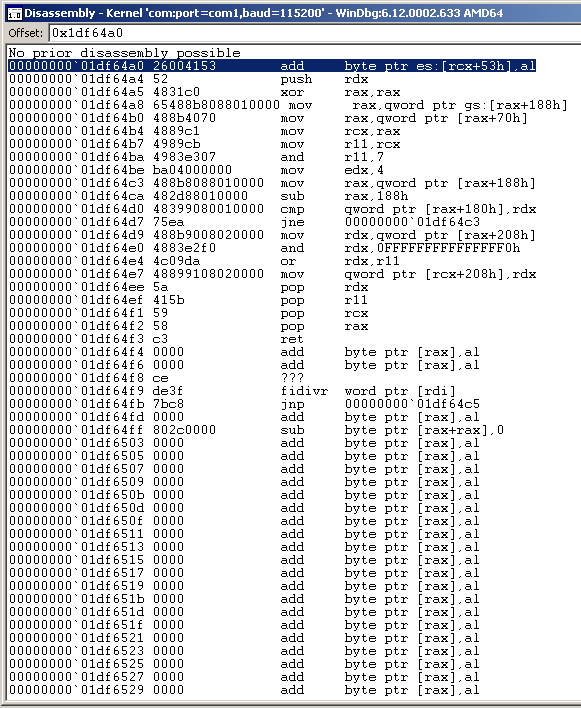 Disassembly - Kernel 'com:port=com1,baud=115200' - WinDbg:6.12.0002.633 AMD64
Offset: 0x1df64a0
No prior disassembly possible
00000000`01df64a0 26004153 add byte ptr es:[rcx+53h],al
00000000`01df64a4 52 push rdx
00000000`01df64a5 4831c0 xor rax,rax
00000000`01df64a8 65488b8088010000 mov rax,qword ptr gs:[rax+188h]
00000000`01df64b0 488b4070 mov rax,qword ptr [rax+70h]
00000000`01df64b4 4889c1 mov rcx,rax
00000000`01df64b7 4989cb mov r11,rcx
00000000`01df64ba 4983e307 and r11,7
00000000`01df64be ba04000000 mov edx,4
00000000`01df64c3 488b8088010000 mov rax,qword ptr [rax+188h]
00000000`01df64ca 482d88010000 sub rax,188h
00000000`01df64d0 48399080010000 cmp qword ptr [rax+180h],rdx
00000000`01df64d7 75ea jne 00000000`01df64c3
00000000`01df64d9 488b9008020000 mov rdx,qword ptr [rax+208h]
00000000`01df64e0 4883e2f0 and rdx,0FFFFFFFFFFFFFFF0h
00000000`01df64e4 4c09da or rdx,r11
00000000`01df64e7 48899108020000 mov qword ptr [rcx+208h],rdx
00000000`01df64ee 5a pop rdx
00000000`01df64ef 415b pop r11
00000000`01df64f1 59 pop rcx
00000000`01df64f2 58 pop rax
00000000`01df64f3 c3 ret
00000000`01df64f4 0000 add byte ptr [rax],al
00000000`01df64f6 0000 add byte ptr [rax],al
00000000`01df64f8 ce ???
00000000`01df64f9 de3f fidivr word ptr [rdi]
00000000`01df64fb 7bc8 jnp 00000000`01df64c5
00000000`01df64fd 0000 add byte ptr [rax],al
00000000`01df64ff 802c0000 sub byte ptr [rax+rax],0
00000000`01df6503 0000 add byte ptr [rax],al
00000000`01df6505 0000 add byte ptr [rax],al
00000000`01df6507 0000 add byte ptr [rax],al
00000000`01df6509 0000 add byte ptr [rax],al
00000000`01df650b 0000 add byte ptr [rax],al
00000000`01df650d 0000 add byte ptr [rax],al
00000000`01df650f 0000 add byte ptr [rax],al
00000000`01df6511 0000 add byte ptr [rax],al
00000000`01df6513 0000 add byte ptr [rax],al
00000000`01df6515 0000 add byte ptr [rax],al
00000000`01df6517 0000 add byte ptr [rax],al
00000000`01df6519 0000 add byte ptr [rax],al
00000000`01df651b 0000 add byte ptr [rax],al
00000000`01df651d 0000 add byte ptr [rax],al
00000000`01df651f 0000 add byte ptr [rax],al
00000000`01df6521 0000 add byte ptr [rax],al
00000000`01df6523 0000 add byte ptr [rax],al
00000000`01df6525 0000 add byte ptr [rax],al
00000000`01df6527 0000 add byte ptr [rax],al
00000000`01df6529 0000 add byte ptr [rax],al